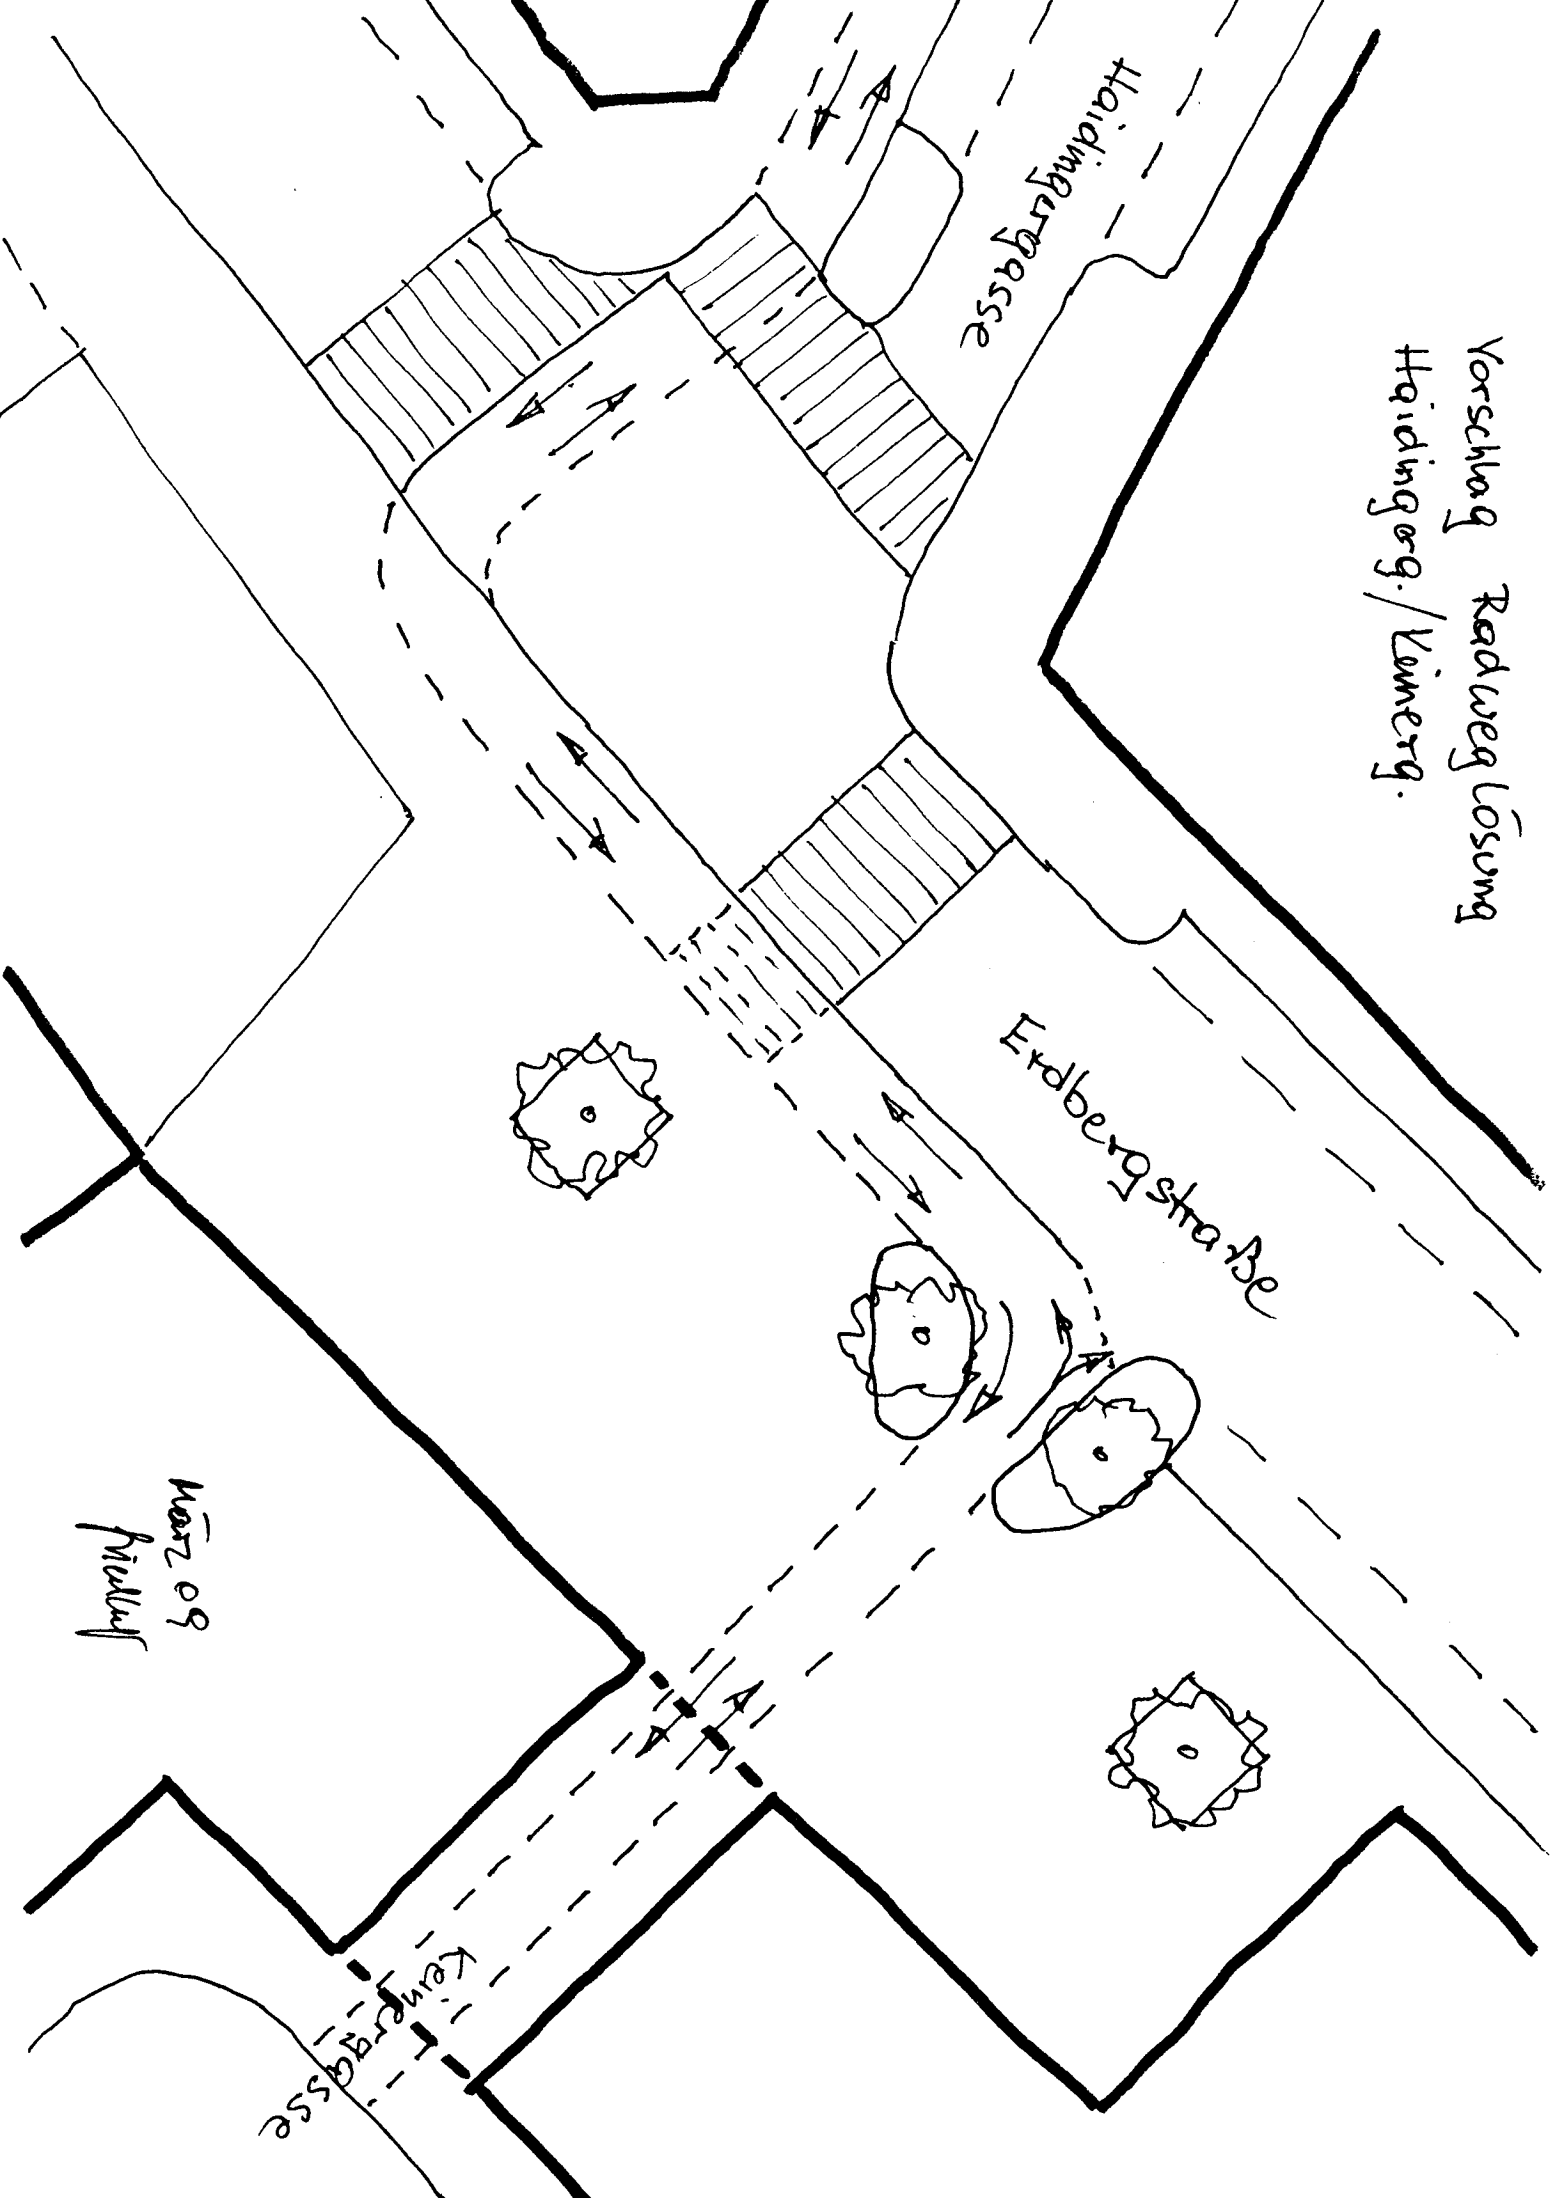 Vorschlag Radweglösung
Haidingerg./Keinerg.
Haidingergasse
Erdbergstraße
Keinergasse
März 09